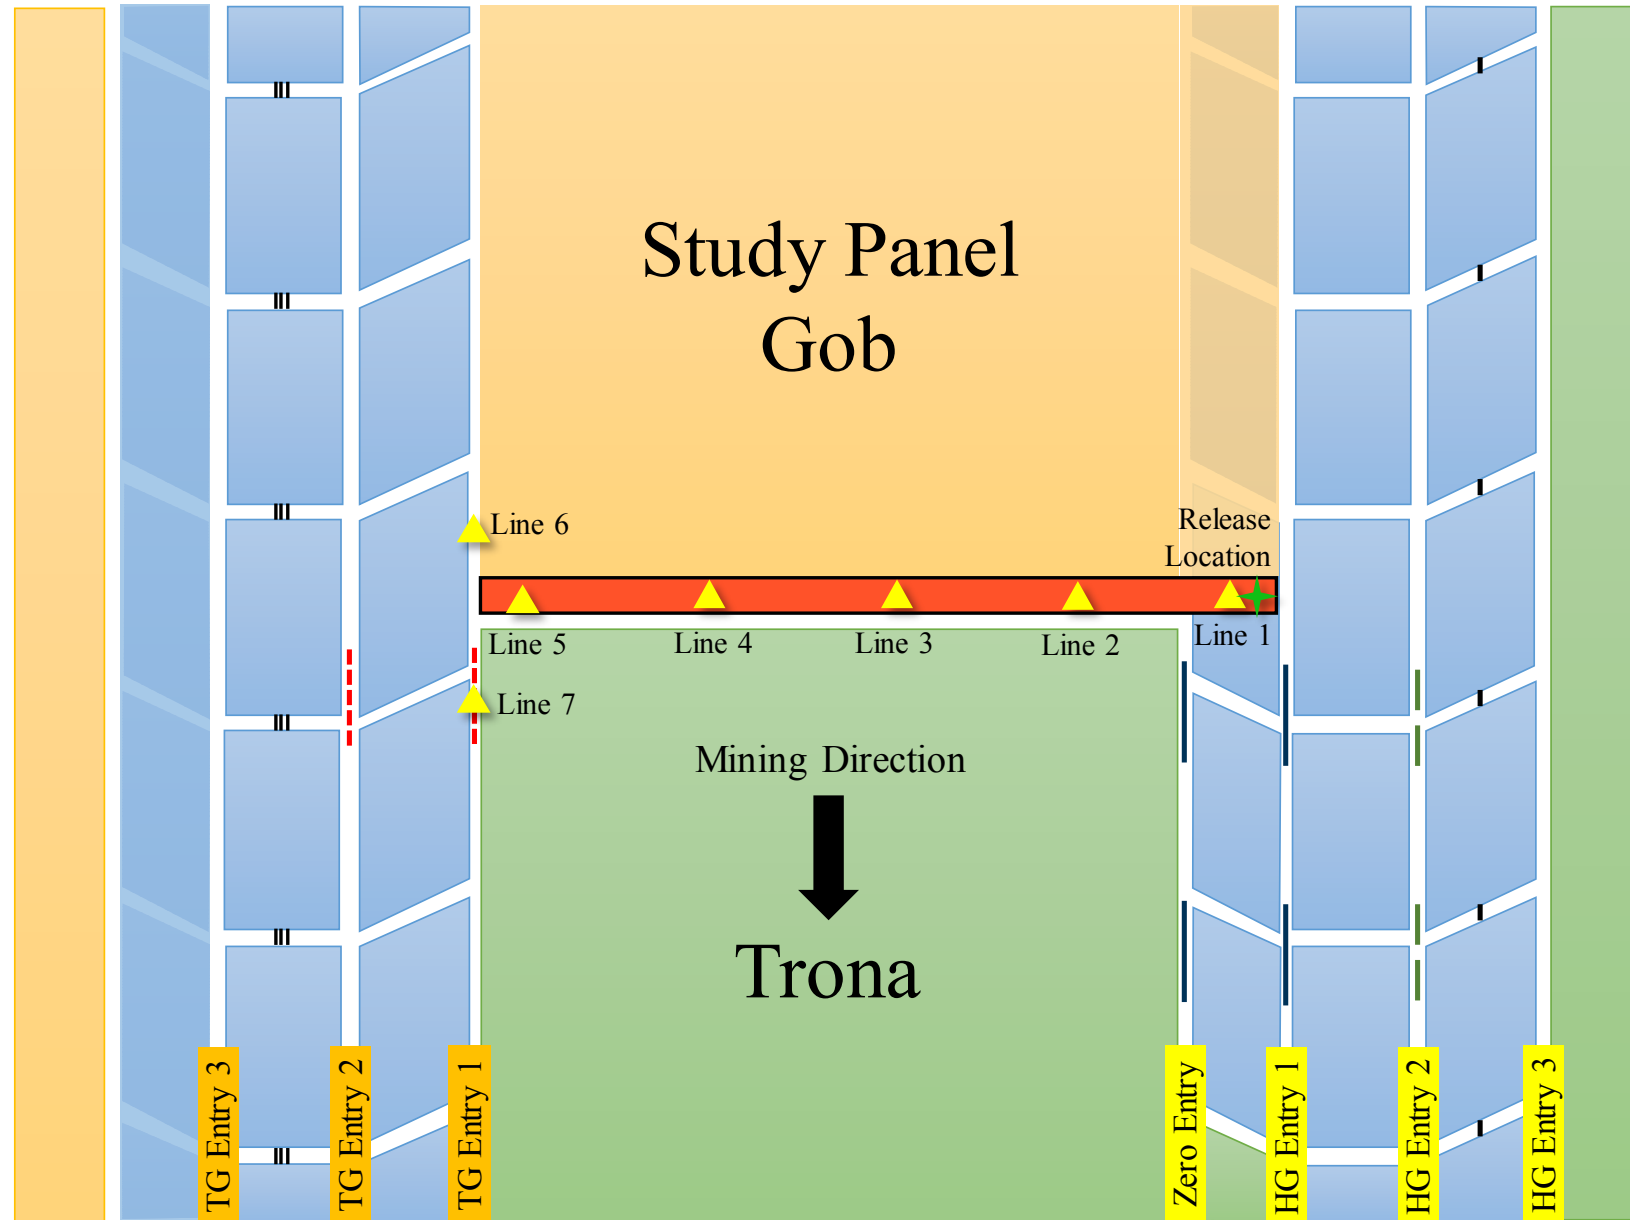 Study Panel
Gob
Release
Location
Line 6
Line 5
Line 4
Line 3
Line 2
Line 1
Line 7
Mining Direction
Trona
TG Entry 3
TG Entry 2
TG Entry 1
Zero Entry
HG Entry 1
HG Entry 2
HG Entry 3